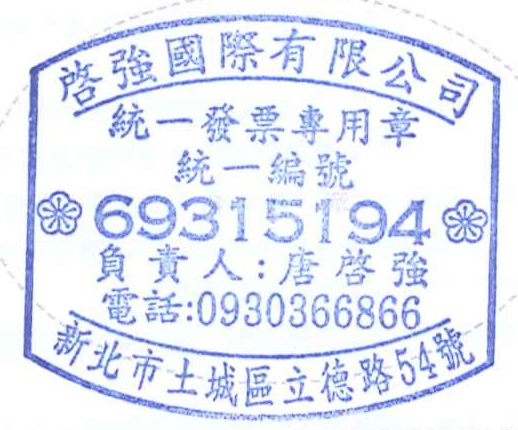 啓強國際有限公司
統一發票專用章
統一編號
69315194
負責人:唐啓強
電話:0930366866
新北市土城區立德路54號